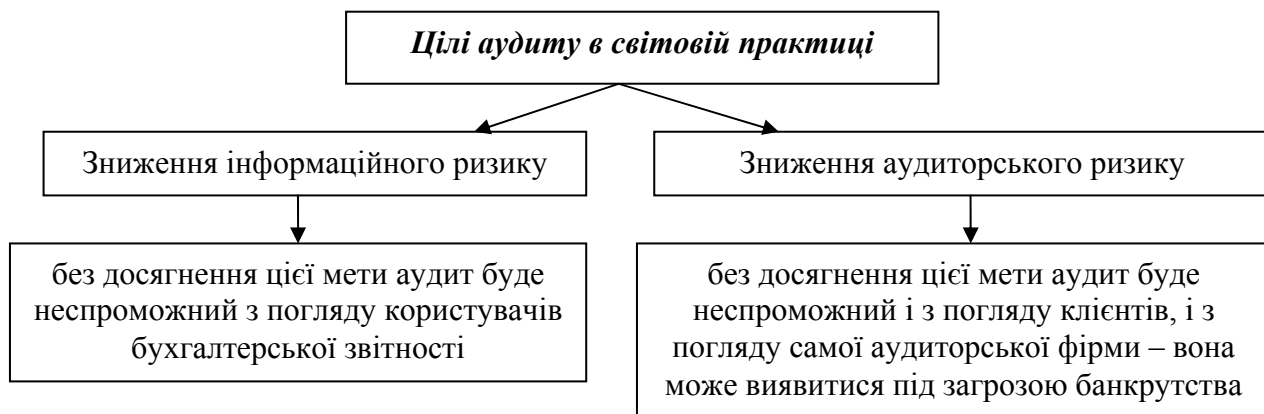 Цілі аудиту в світовій практиці
Зниження інформаційного ризику
Зниження аудиторського ризику
без досягнення цієї мети аудит буде
неспроможний з погляду користувачів
бухгалтерської звітності
без досягнення цієї мети аудит буде
неспроможний і з погляду клієнтів, і з
погляду самої аудиторської фірми – вона
може виявитися під загрозою банкрутства